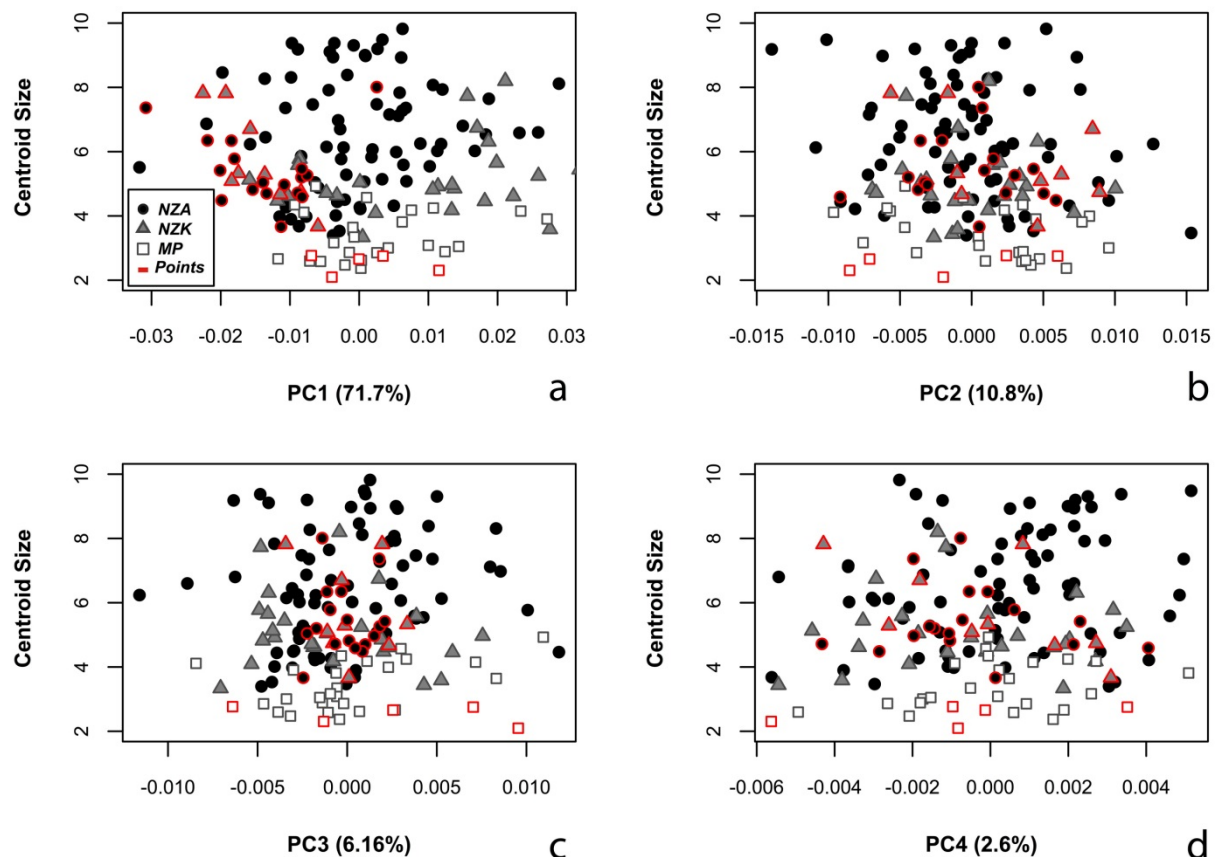 10
8
6
4
2
Centroid Size
NZA
NZK
MP
Points
-0.03 -0.02 -0.01 0.00 0.01 0.02 0.03
PC1 (71.7%)
a
10
8
6
4
2
Centroid Size
-0.015 -0.010 -0.005 0.000 0.005 0.010 0.015
PC2 (10.8%)
b
10
8
6
4
2
Centroid Size
-0.010 -0.005 0.000 0.005 0.010
PC3 (6.16%)
c
10
8
6
4
2
Centroid Size
-0.006 -0.004 -0.002 0.000 0.002 0.004
PC4 (2.6%)
d